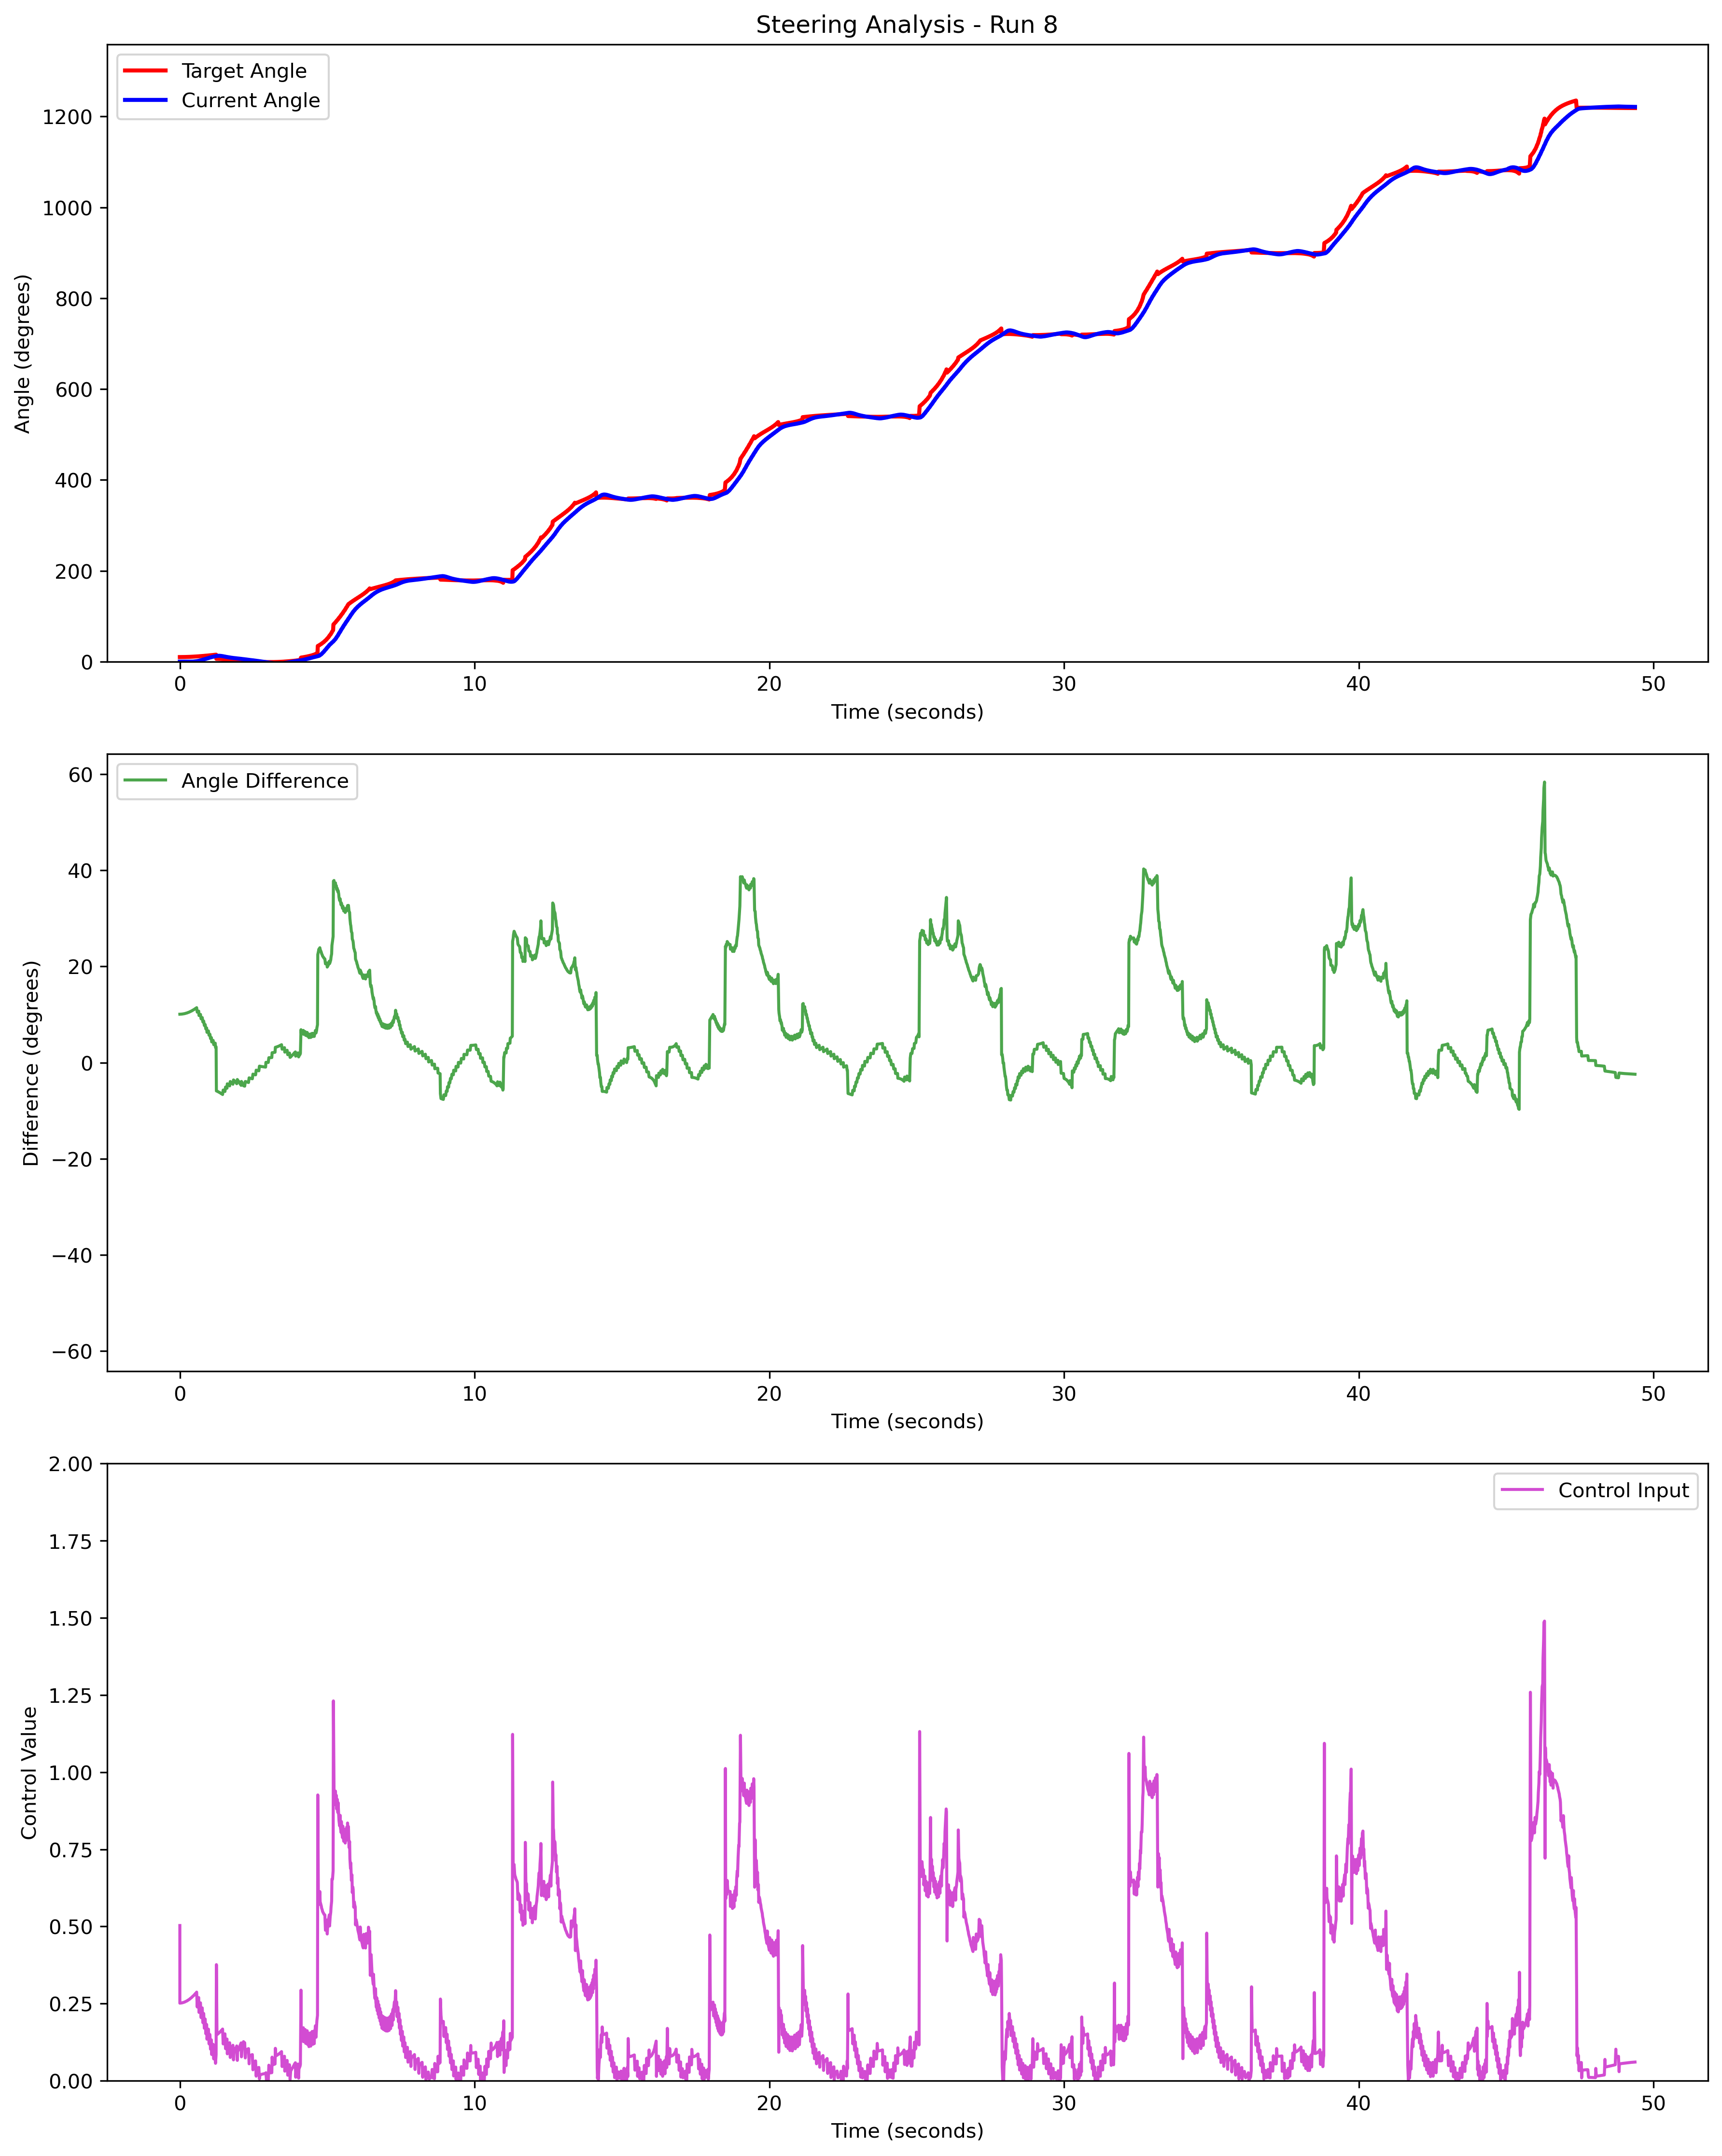 Steering Analysis - Run 8
Target Angle
Current Angle
Angle (degrees)
1200
1000
800
600
400
200
0
0 10 20 30 40 50
Time (seconds)
Angle Difference
Difference (degrees)
60
40
20
0
−20
−40
−60
0 10 20 30 40 50
Time (seconds)
Control Input
Control Value
2.00
1.75
1.50
1.25
1.00
0.75
0.50
0.25
0.00
0 10 20 30 40 50
Time (seconds)